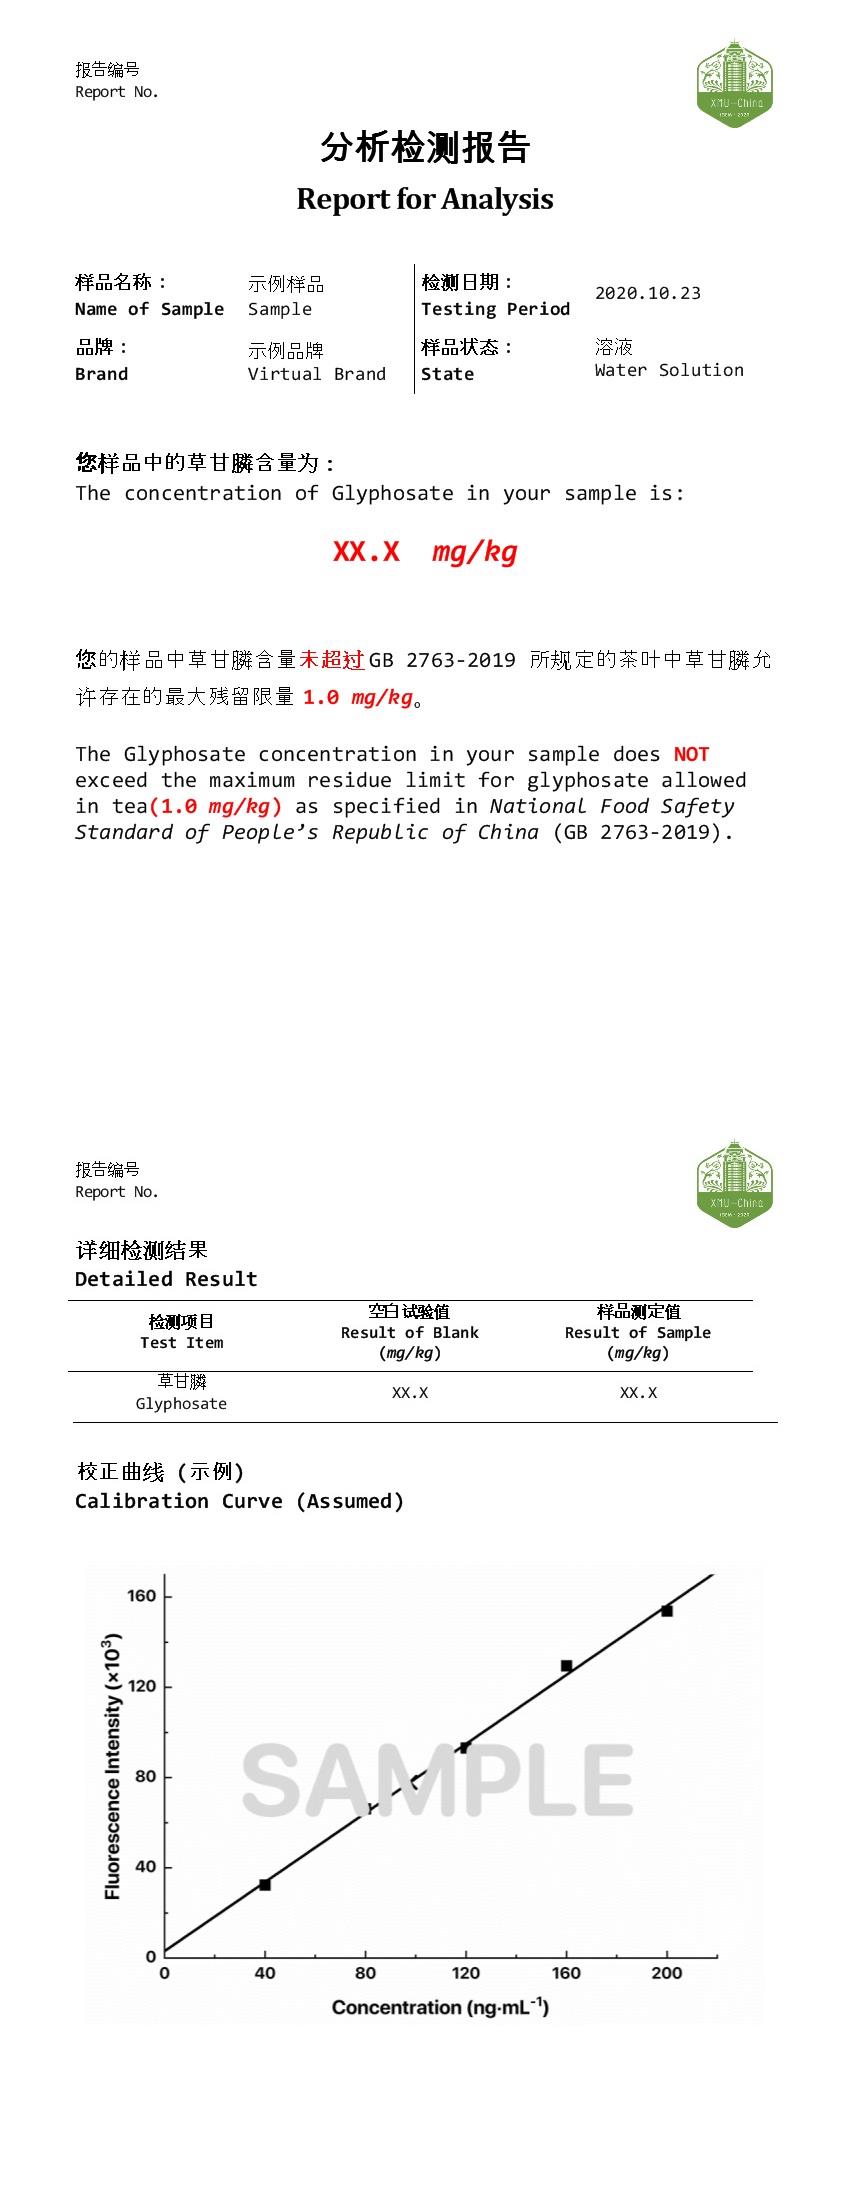 报告编号
Report No.
XMU-China
iGEM · 2020
分析检测报告
Report for Analysis
样品名称： 示例样品 检测日期： 2020.10.23
Name of Sample Sample Testing Period
品牌： 示例品牌 样品状态： 溶液
Brand Virtual Brand State Water Solution
您样品中的草甘膦含量为：
The concentration of Glyphosate in your sample is:
XX.X mg/kg
您的样品中草甘膦含量未超过GB 2763-2019 所规定的茶叶中草甘膦允
许存在的最大残留限量 1.0 mg/kg。
The Glyphosate concentration in your sample does NOT
exceed the maximum residue limit for glyphosate allowed
in tea(1.0 mg/kg) as specified in National Food Safety
Standard of People’s Republic of China (GB 2763-2019).
报告编号
Report No.
XMU-China
iGEM · 2020
详细检测结果
Detailed Result
检测项目 空白试验值 样品测定值
Test Item Result of Blank Result of Sample
(mg/kg) (mg/kg)
草甘膦 XX.X XX.X
Glyphosate
校正曲线 (示例)
Calibration Curve (Assumed)
160
120
80
40
0
Fluorescence Intensity (×10³)
SAMPLE
0 40 80 120 160 200
Concentration (ng·mL⁻¹)